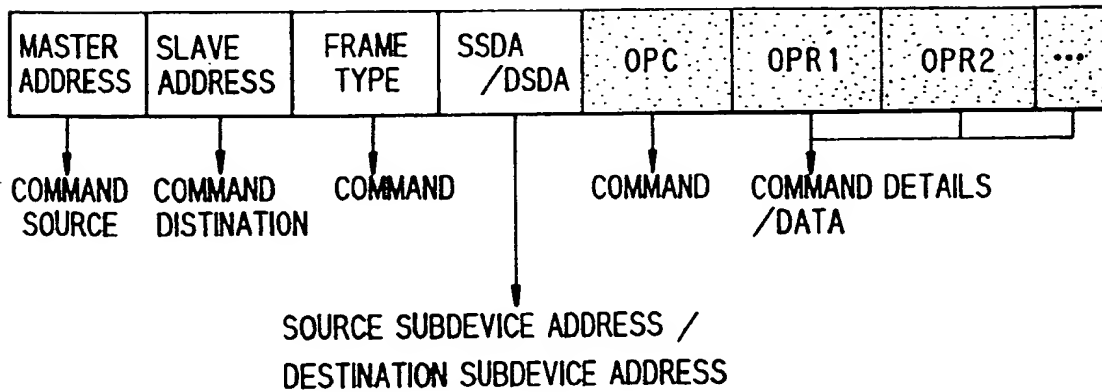 MASTER ADDRESS
SLAVE ADDRESS
FRAME TYPE
SSDA /DSDA
OPC
OPR1
OPR2
...
COMMAND SOURCE
COMMAND DISTINATION
COMMAND
COMMAND
COMMAND DETAILS /DATA
SOURCE SUBDEVICE ADDRESS /
DESTINATION SUBDEVICE ADDRESS